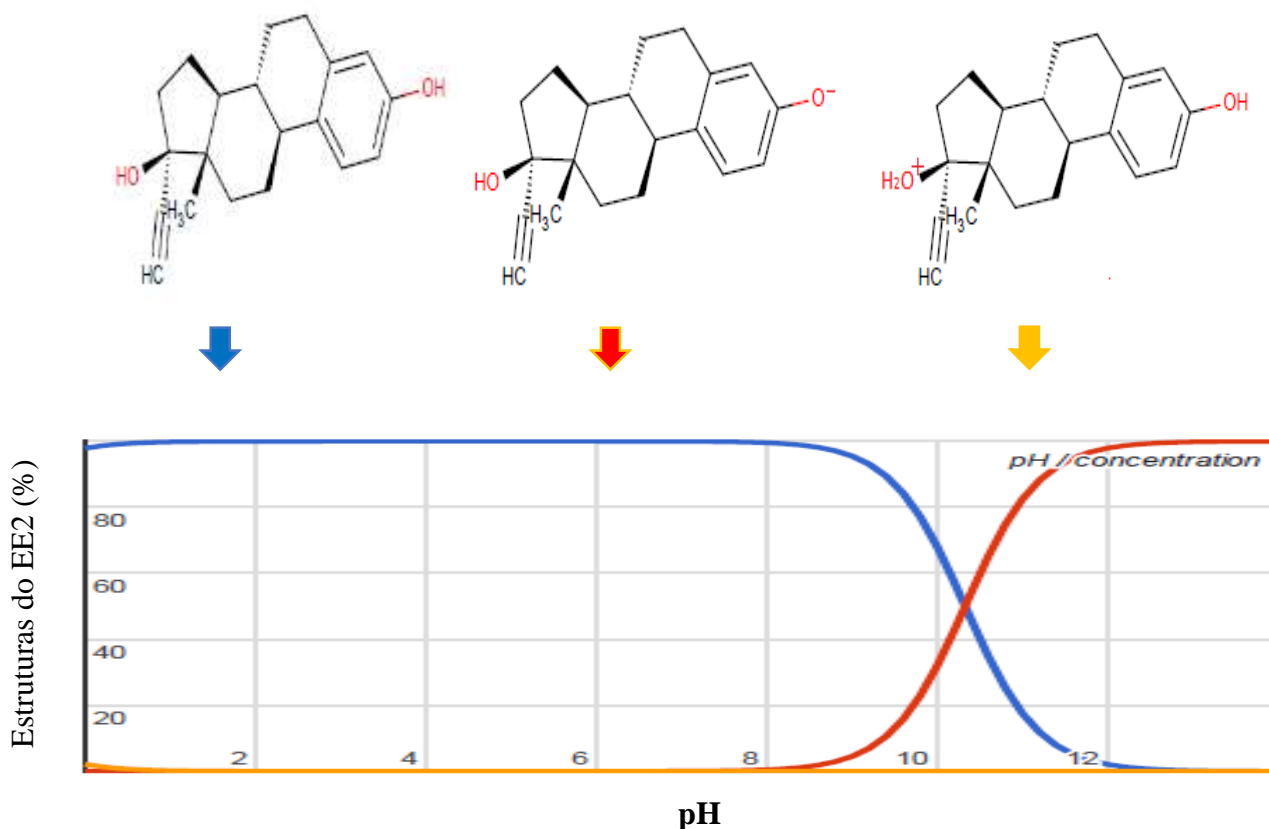 OH
HO
H₃C
HC
O⁻
HO
H₃C
HC
OH
H₂O⁺
H₃C
HC
Estruturas do EE2 (%)
pH / concentration
80
60
40
20
2 4 6 8 10 12
pH